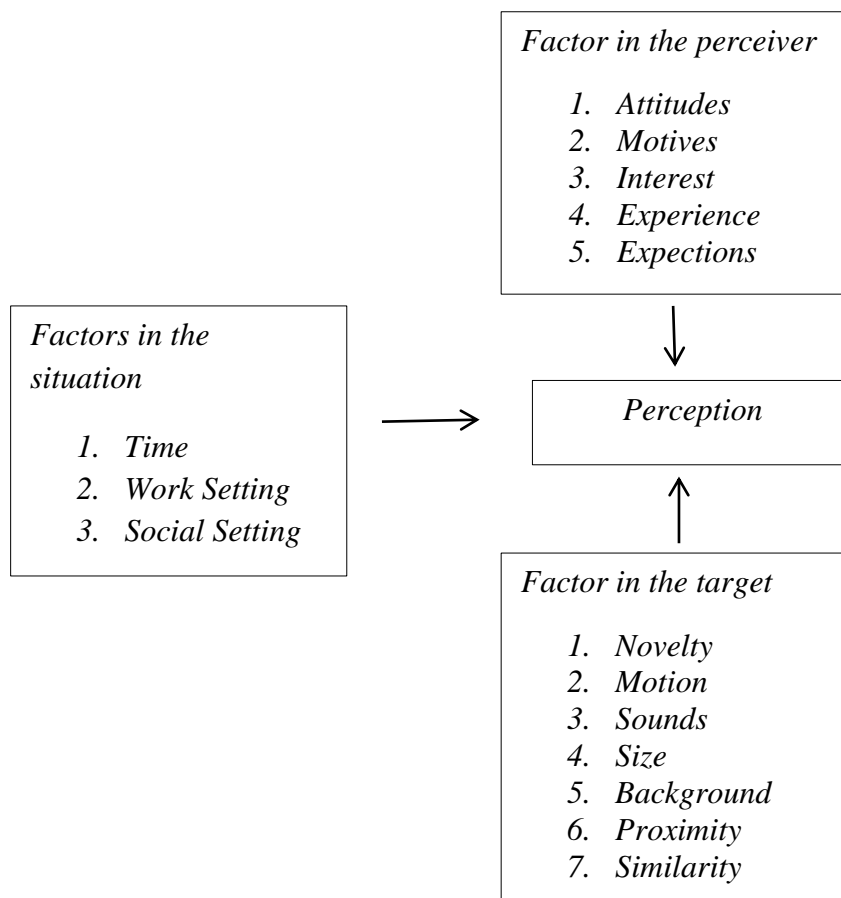 Factor in the perceiver
1. Attitudes
2. Motives
3. Interest
4. Experience
5. Expections
Factors in the
situation
1. Time
2. Work Setting
3. Social Setting
Perception
Factor in the target
1. Novelty
2. Motion
3. Sounds
4. Size
5. Background
6. Proximity
7. Similarity